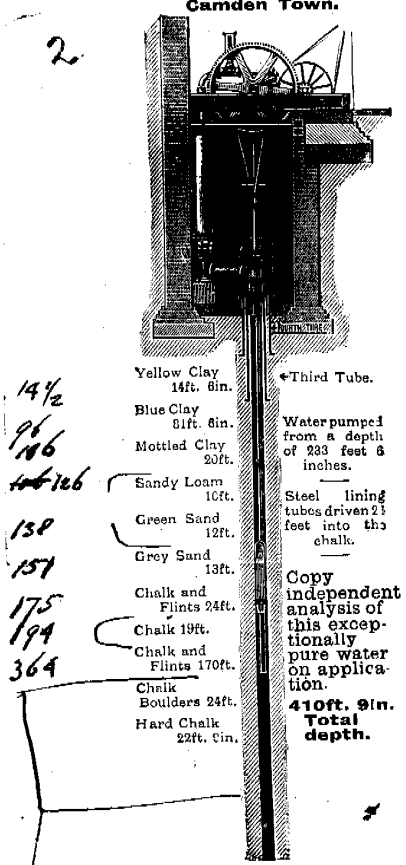 Camden Town.
2
FOURTH TUBE
Yellow Clay
14ft. 6in.
←Third Tube.
14½
Blue Clay
81ft. 6in.
96
Mottled Clay
20ft.
Water pumped
from a depth
of 233 feet 6
inches.
126
Sandy Loam
10ft.
Green Sand
12ft.
138
Steel lining
tubes driven 2½
feet into the
chalk.
Grey Sand
13ft.
151
Chalk and
Flints 24ft.
175
Chalk 19ft.
194
Chalk and
Flints 170ft.
364
Copy
independent
analysis of
this excep-
tionally
pure water
on applica-
tion.
Chalk
Boulders 24ft.
Hard Chalk
22ft. 9in.
410ft. 9in.
Total
depth.